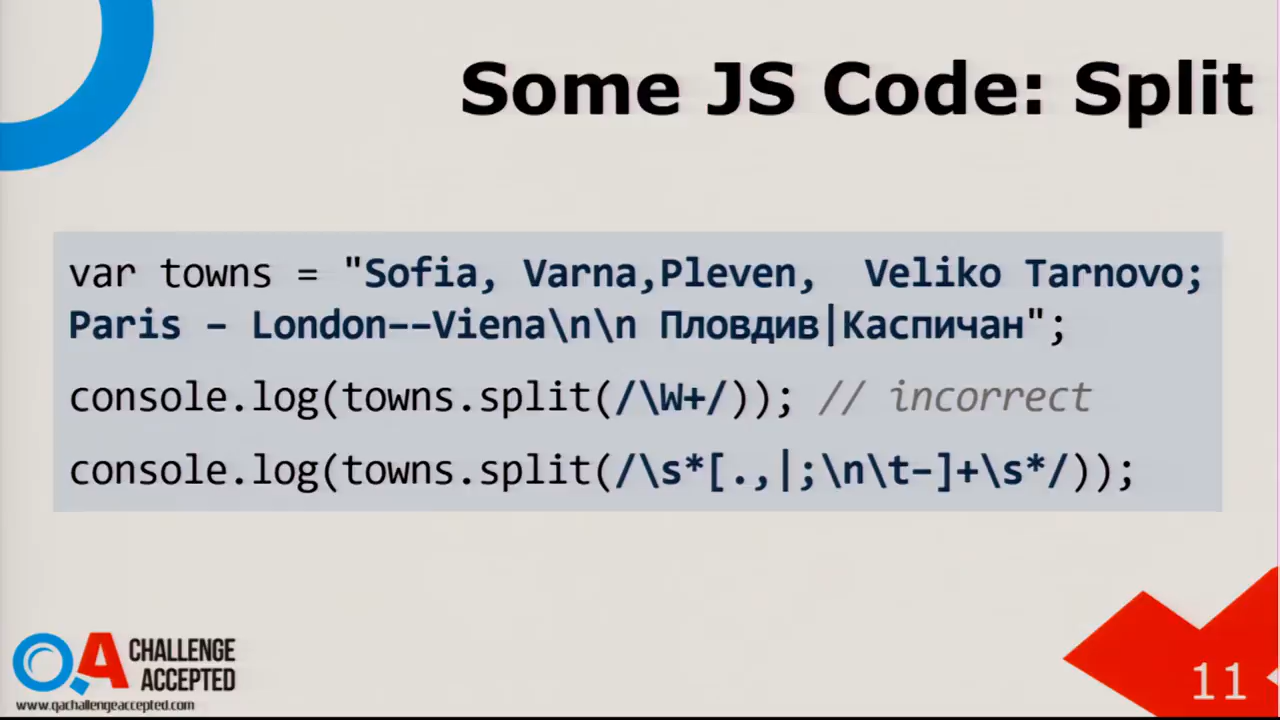 Some JS Code: Split
var towns = "Sofia, Varna,Pleven,  Veliko Tarnovo;
Paris – London––Viena\n\n Пловдив|Каспичан";
console.log(towns.split(/\W+/)); // incorrect
console.log(towns.split(/\s*[.,|;\n\t-]+\s*/));
QA CHALLENGE
ACCEPTED
www.qachallengeaccepted.com
11